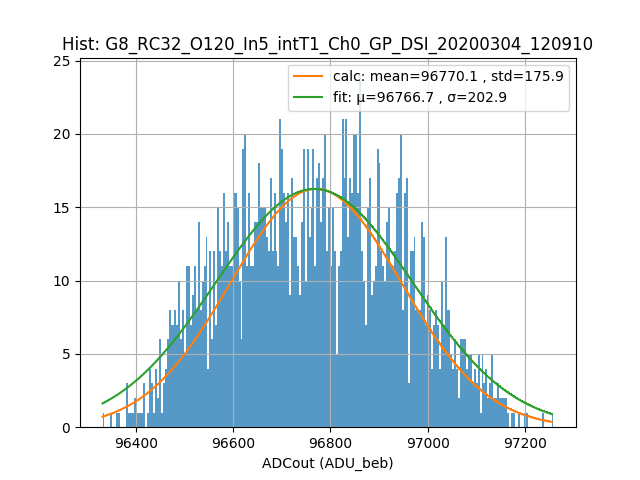 Hist: G8_RC32_O120_In5_intT1_Ch0_GP_DSI_20200304_120910
calc: mean=96770.1 , std=175.9
fit: μ=96766.7 , σ=202.9
25
20
15
10
5
0
96400 96600 96800 97000 97200
ADCout (ADU_beb)